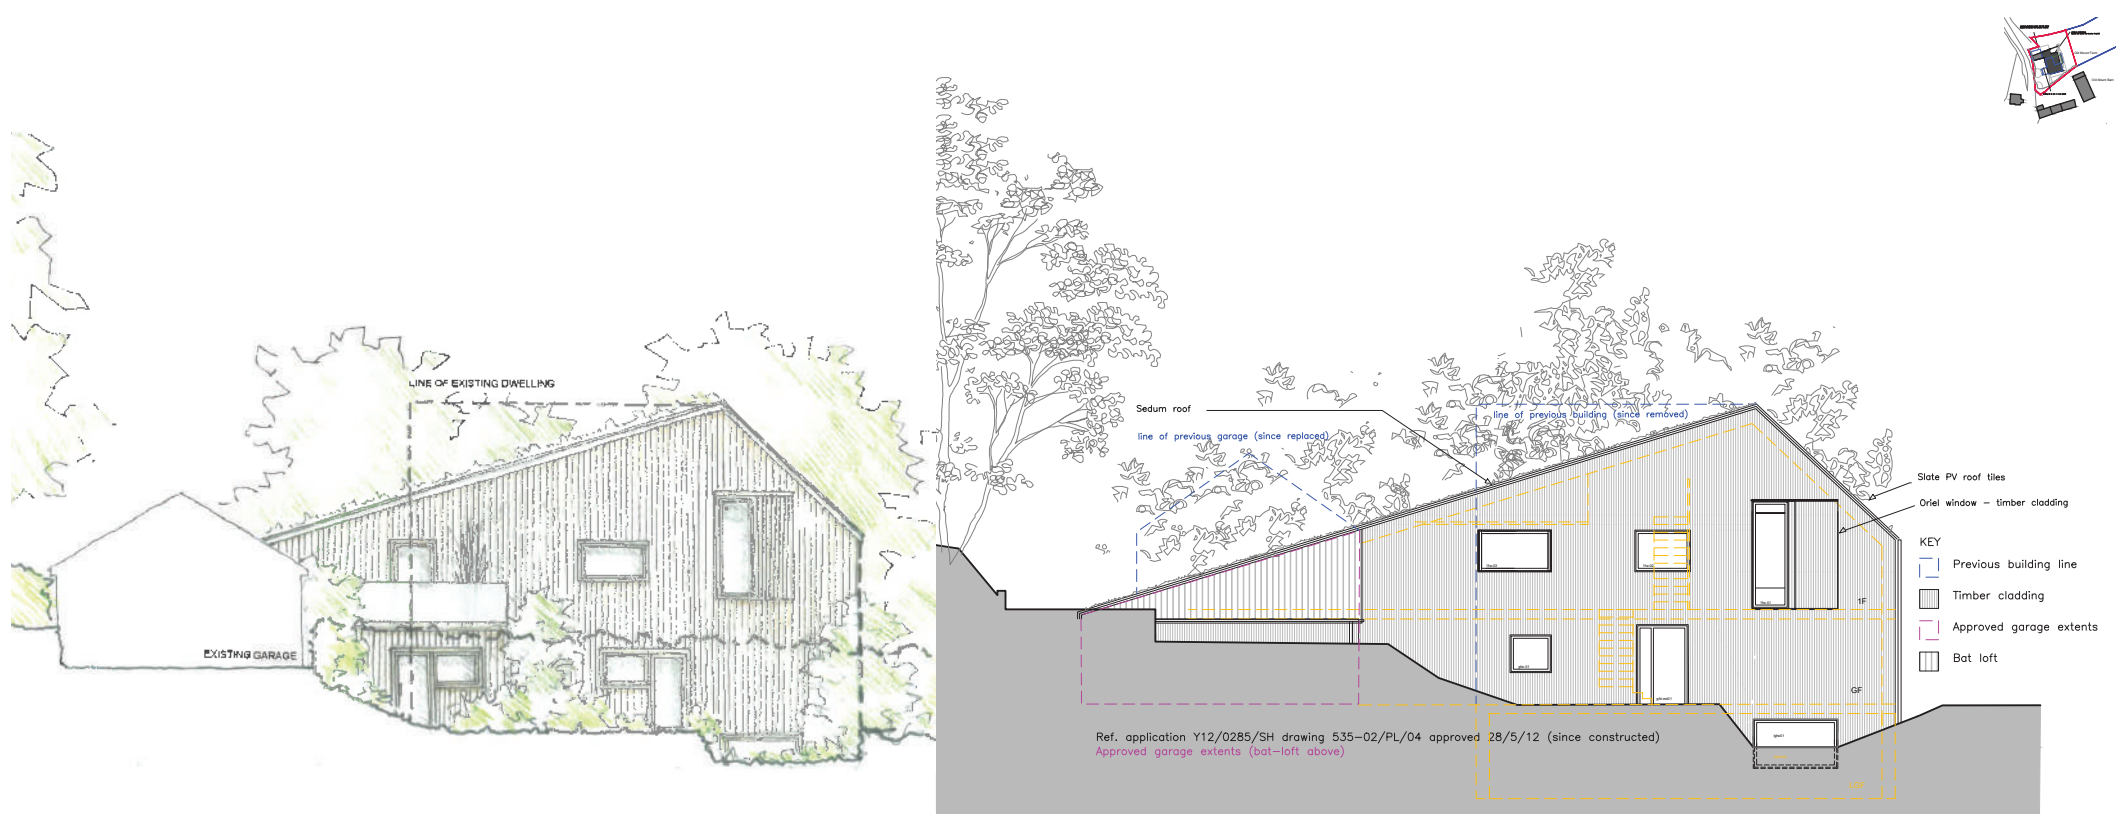 LINE OF EXISTING DWELLING
EXISTING GARAGE
Sedum roof
line of previous building (since removed)
line of previous garage (since replaced)
Slate PV roof tiles
Oriel window – timber cladding
KEY
Previous building line
Timber cladding
Approved garage extents
Bat loft
1F
GF
Ref. application Y12/0285/SH drawing 535-02/PL/04 approved 28/5/12 (since constructed)
Approved garage extents (bat-loft above)